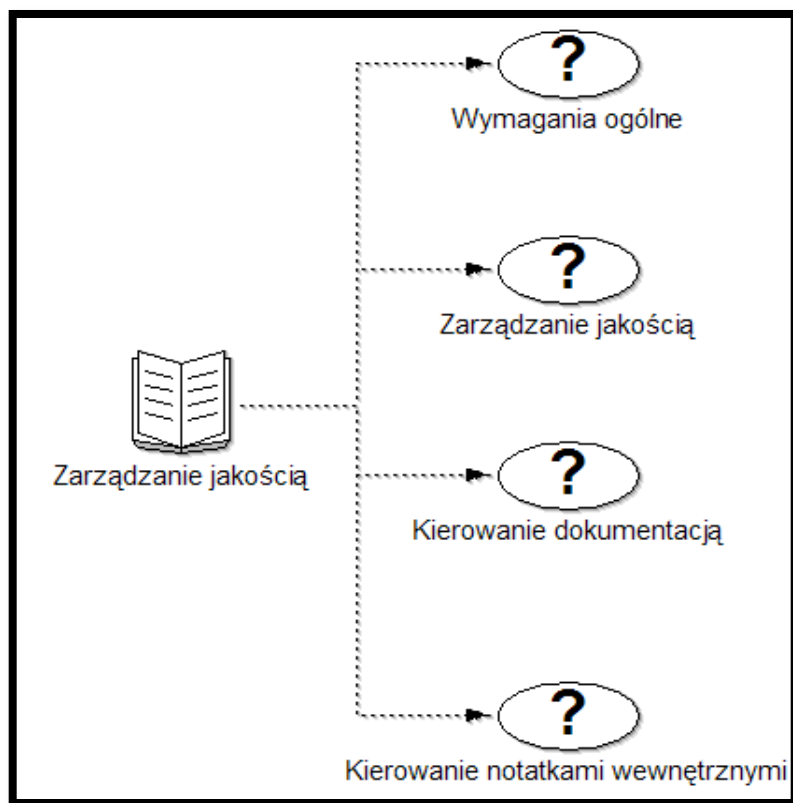 ?
Wymagania ogólne
?
Zarządzanie jakością
Zarządzanie jakością
?
Kierowanie dokumentacją
?
Kierowanie notatkami wewnętrznymi